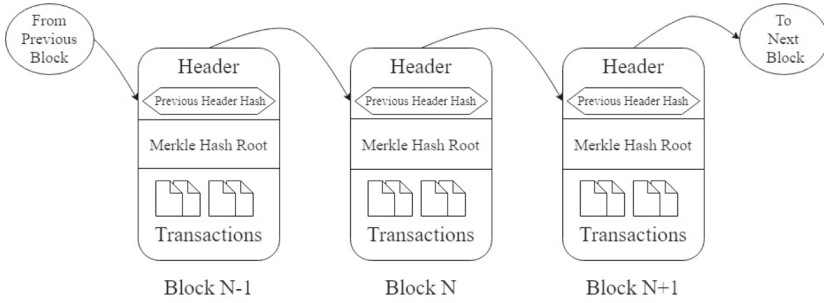 From
Previous
Block
To
Next
Block
Header
Previous Header Hash
Merkle Hash Root
Transactions
Block N-1
Header
Previous Header Hash
Merkle Hash Root
Transactions
Block N
Header
Previous Header Hash
Merkle Hash Root
Transactions
Block N+1